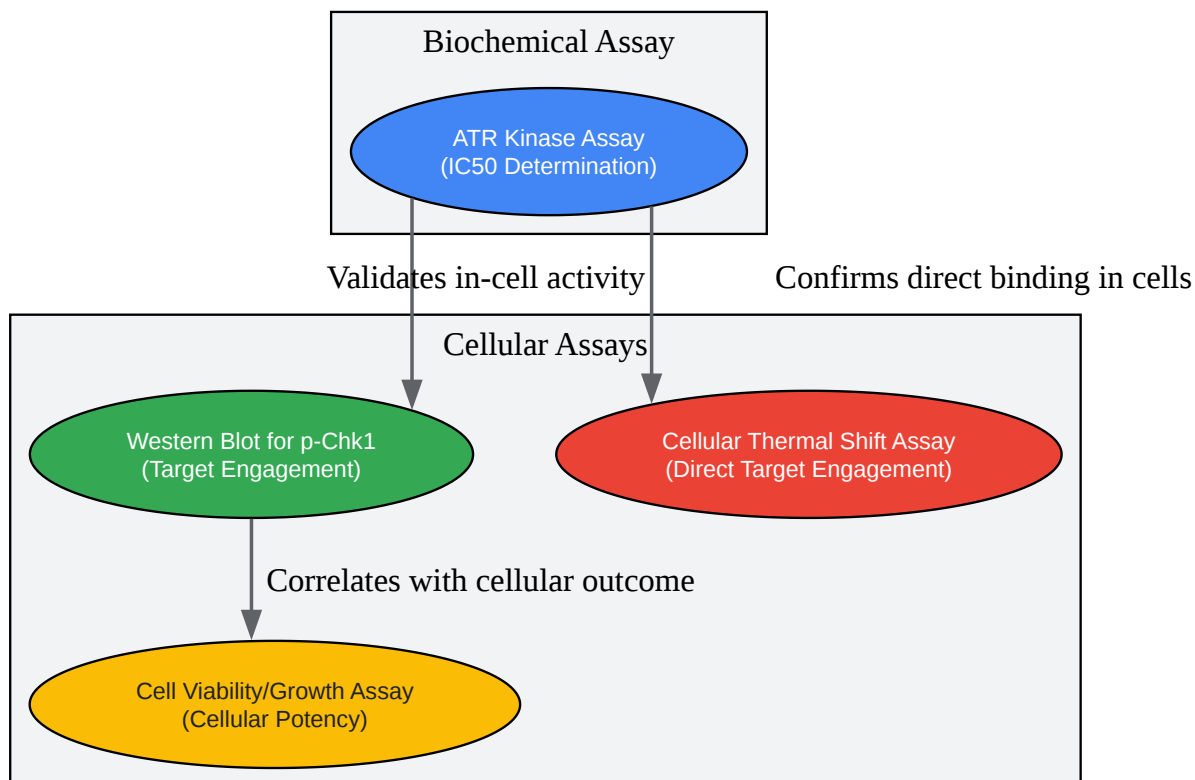 Biochemical Assay
ATR Kinase Assay
(IC50 Determination)
Validates in-cell activity
Confirms direct binding in cells
Cellular Assays
Western Blot for p-Chk1
(Target Engagement)
Cellular Thermal Shift Assay
(Direct Target Engagement)
Correlates with cellular outcome
Cell Viability/Growth Assay
(Cellular Potency)